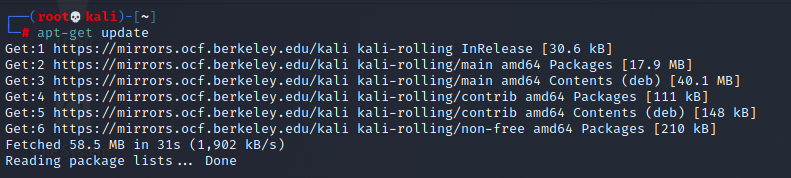 ┌──(root💀kali)-[~]
└─# apt-get update
Get:1 https://mirrors.ocf.berkeley.edu/kali kali-rolling InRelease [30.6 kB]
Get:2 https://mirrors.ocf.berkeley.edu/kali kali-rolling/main amd64 Packages [17.9 MB]
Get:3 https://mirrors.ocf.berkeley.edu/kali kali-rolling/main amd64 Contents (deb) [40.1 MB]
Get:4 https://mirrors.ocf.berkeley.edu/kali kali-rolling/contrib amd64 Packages [111 kB]
Get:5 https://mirrors.ocf.berkeley.edu/kali kali-rolling/contrib amd64 Contents (deb) [148 kB]
Get:6 https://mirrors.ocf.berkeley.edu/kali kali-rolling/non-free amd64 Packages [210 kB]
Fetched 58.5 MB in 31s (1,902 kB/s)
Reading package lists... Done